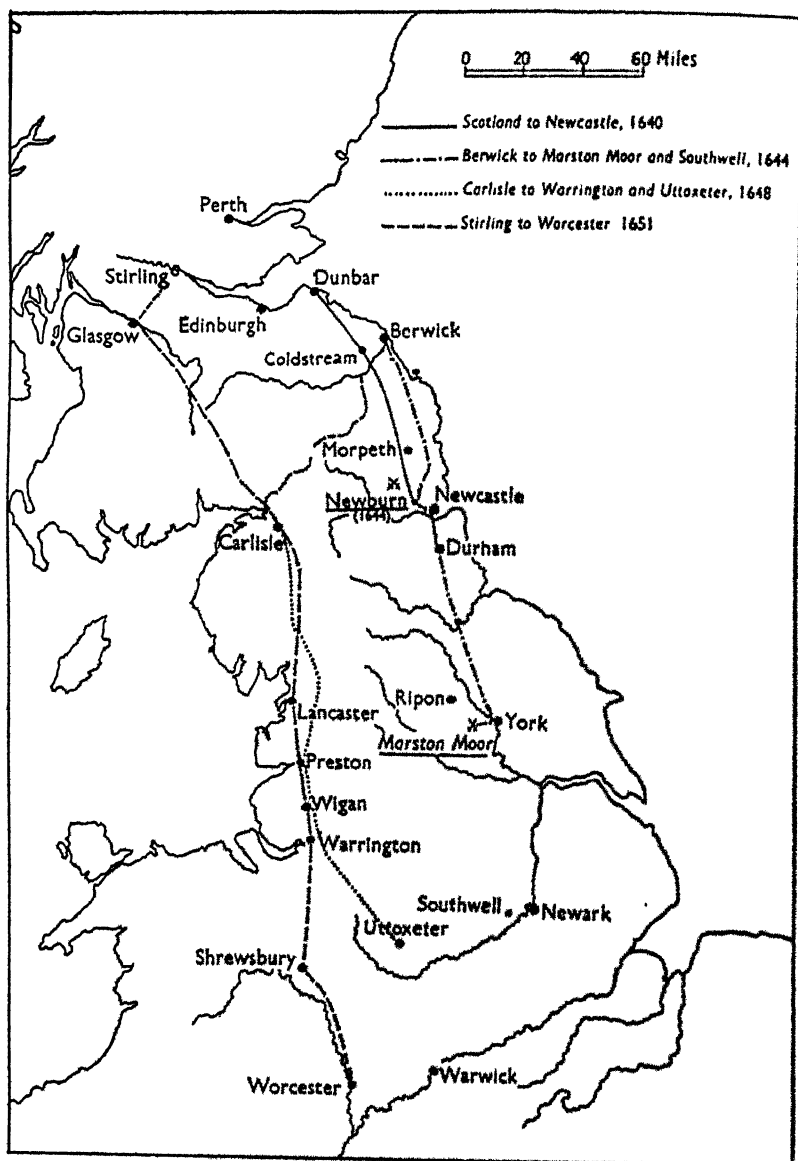 0 20 40 60 Miles
Scotland to Newcastle, 1640
Berwick to Marston Moor and Southwell, 1644
Carlisle to Warrington and Uttoxeter, 1648
Stirling to Worcester 1651
Perth
Stirling
Dunbar
Edinburgh
Glasgow
Berwick
Coldstream
Morpeth
Newburn
(1644)
Newcastle
Carlisle
Durham
Ripon
Lancaster
York
Marston Moor
Preston
Wigan
Warrington
Southwell
Newark
Uttoxeter
Shrewsbury
Warwick
Worcester